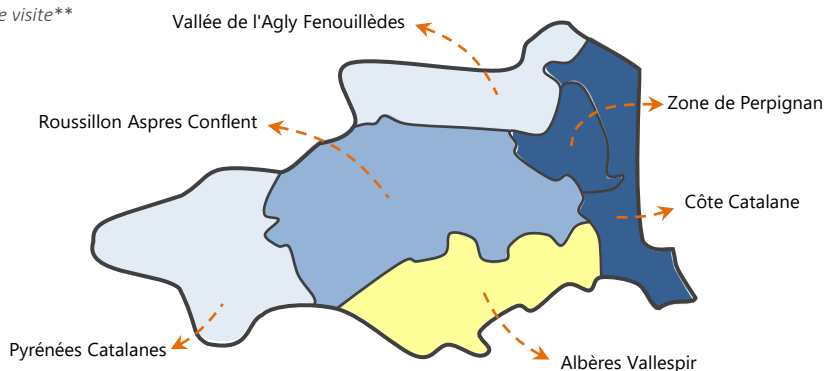 e visite**
Vallée de l'Agly Fenouillèdes
Zone de Perpignan
Roussillon Aspres Conflent
Côte Catalane
Pyrénées Catalanes
Albères Vallespir